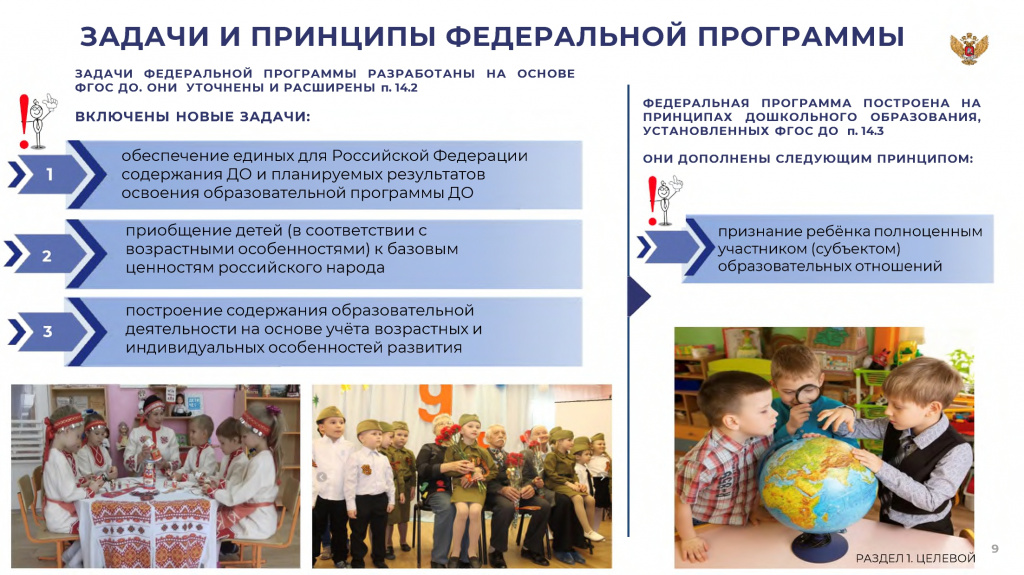 ЗАДАЧИ И ПРИНЦИПЫ ФЕДЕРАЛЬНОЙ ПРОГРАММЫ
ЗАДАЧИ ФЕДЕРАЛЬНОЙ ПРОГРАММЫ РАЗРАБОТАНЫ НА ОСНОВЕ
ФГОС ДО. ОНИ УТОЧНЕНЫ И РАСШИРЕНЫ п. 14.2
ВКЛЮЧЕНЫ НОВЫЕ ЗАДАЧИ:
1
обеспечение единых для Российской Федерации
содержания ДО и планируемых результатов
освоения образовательной программы ДО
2
приобщение детей (в соответствии с
возрастными особенностями) к базовым
ценностям российского народа
3
построение содержания образовательной
деятельности на основе учёта возрастных и
индивидуальных особенностей развития
ФЕДЕРАЛЬНАЯ ПРОГРАММА ПОСТРОЕНА НА
ПРИНЦИПАХ ДОШКОЛЬНОГО ОБРАЗОВАНИЯ,
УСТАНОВЛЕННЫХ ФГОС ДО п. 14.3
ОНИ ДОПОЛНЕНЫ СЛЕДУЮЩИМ ПРИНЦИПОМ:
признание ребёнка полноценным
участником (субъектом)
образовательных отношений
9
РАЗДЕЛ 1. ЦЕЛЕВОЙ
9